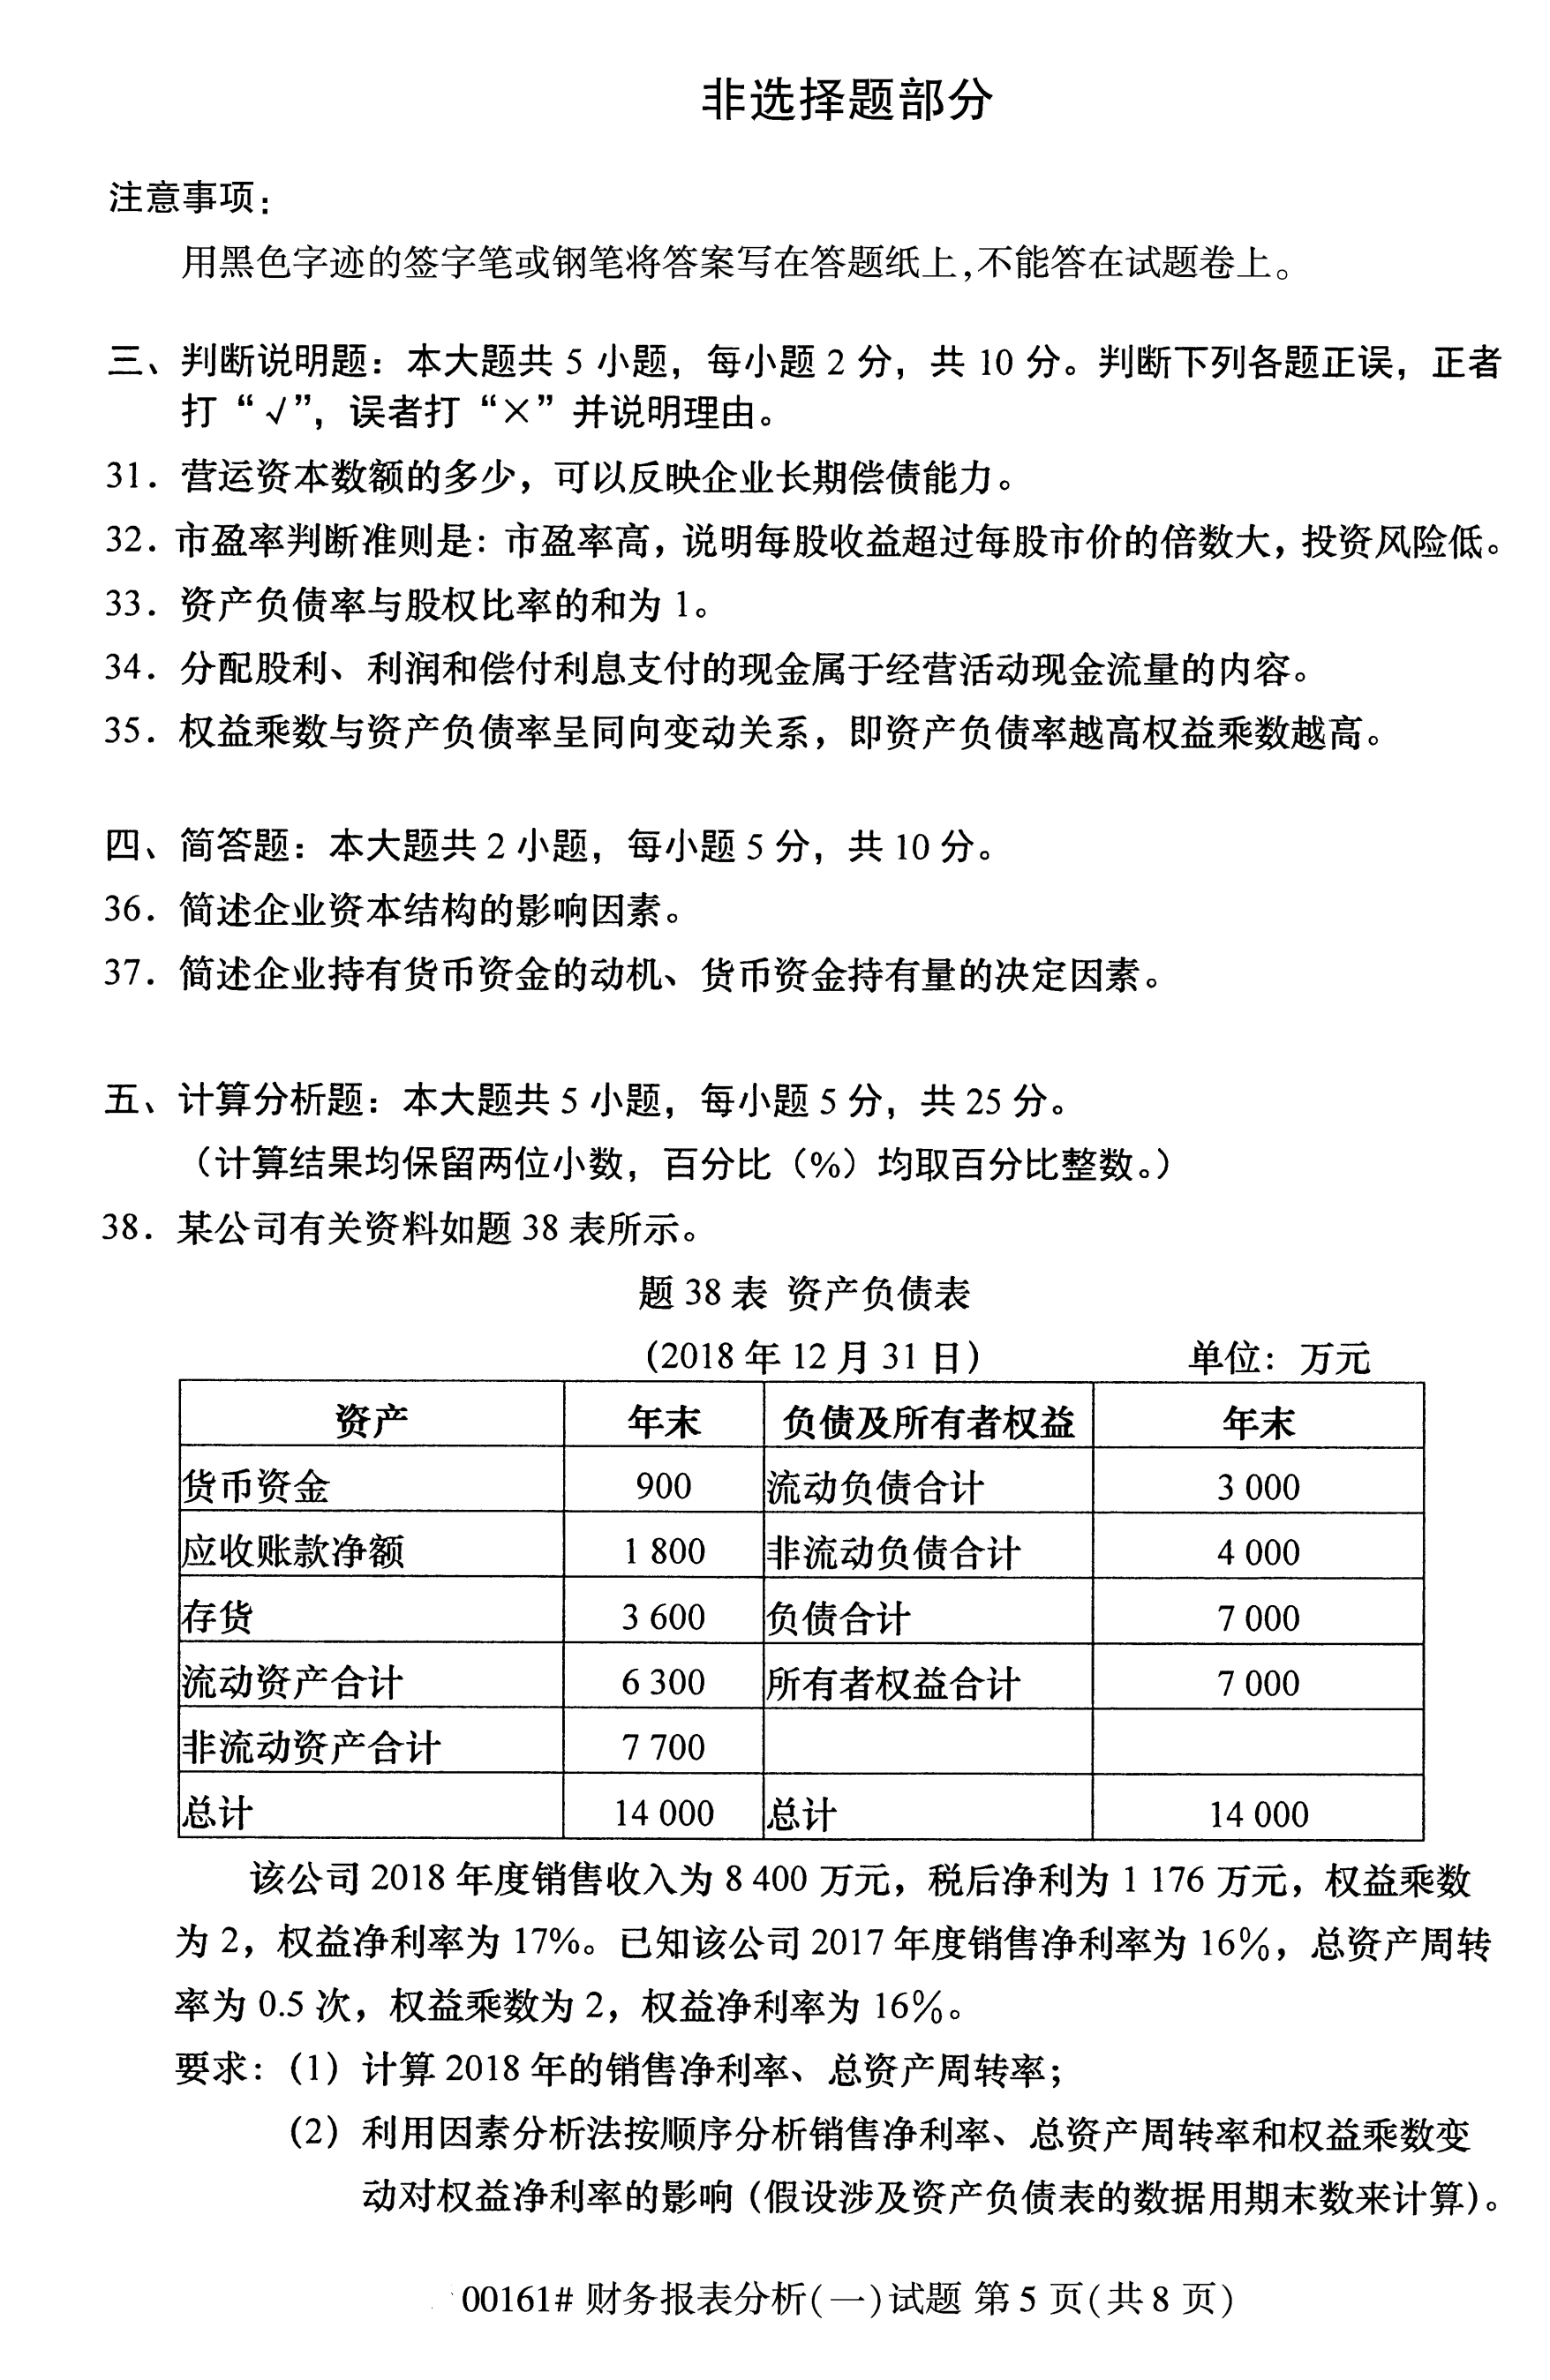 非选择题部分
注意事项：
用黑色字迹的签字笔或钢笔将答案写在答题纸上,不能答在试题卷上。
三、判断说明题：本大题共 5 小题，每小题 2 分，共 10 分。判断下列各题正误，正者
打“√”，误者打“×”并说明理由。
31. 营运资本数额的多少，可以反映企业长期偿债能力。
32. 市盈率判断准则是：市盈率高，说明每股收益超过每股市价的倍数大，投资风险低。
33. 资产负债率与股权比率的和为 1。
34. 分配股利、利润和偿付利息支付的现金属于经营活动现金流量的内容。
35. 权益乘数与资产负债率呈同向变动关系，即资产负债率越高权益乘数越高。
四、简答题：本大题共 2 小题，每小题 5 分，共 10 分。
36. 简述企业资本结构的影响因素。
37. 简述企业持有货币资金的动机、货币资金持有量的决定因素。
五、计算分析题：本大题共 5 小题，每小题 5 分，共 25 分。
（计算结果均保留两位小数，百分比（%）均取百分比整数。）
38. 某公司有关资料如题 38 表所示。
题 38 表 资产负债表
（2018 年 12 月 31 日） 单位：万元
资产 年末 负债及所有者权益 年末
货币资金 900 流动负债合计 3 000
应收账款净额 1 800 非流动负债合计 4 000
存货 3 600 负债合计 7 000
流动资产合计 6 300 所有者权益合计 7 000
非流动资产合计 7 700
总计 14 000 总计 14 000
该公司 2018 年度销售收入为 8 400 万元，税后净利为 1 176 万元，权益乘数
为 2，权益净利率为 17%。已知该公司 2017 年度销售净利率为 16%，总资产周转
率为 0.5 次，权益乘数为 2，权益净利率为 16%。
要求：（1）计算 2018 年的销售净利率、总资产周转率；
（2）利用因素分析法按顺序分析销售净利率、总资产周转率和权益乘数变
动对权益净利率的影响（假设涉及资产负债表的数据用期末数来计算）。
00161# 财务报表分析(一)试题 第 5 页(共 8 页)